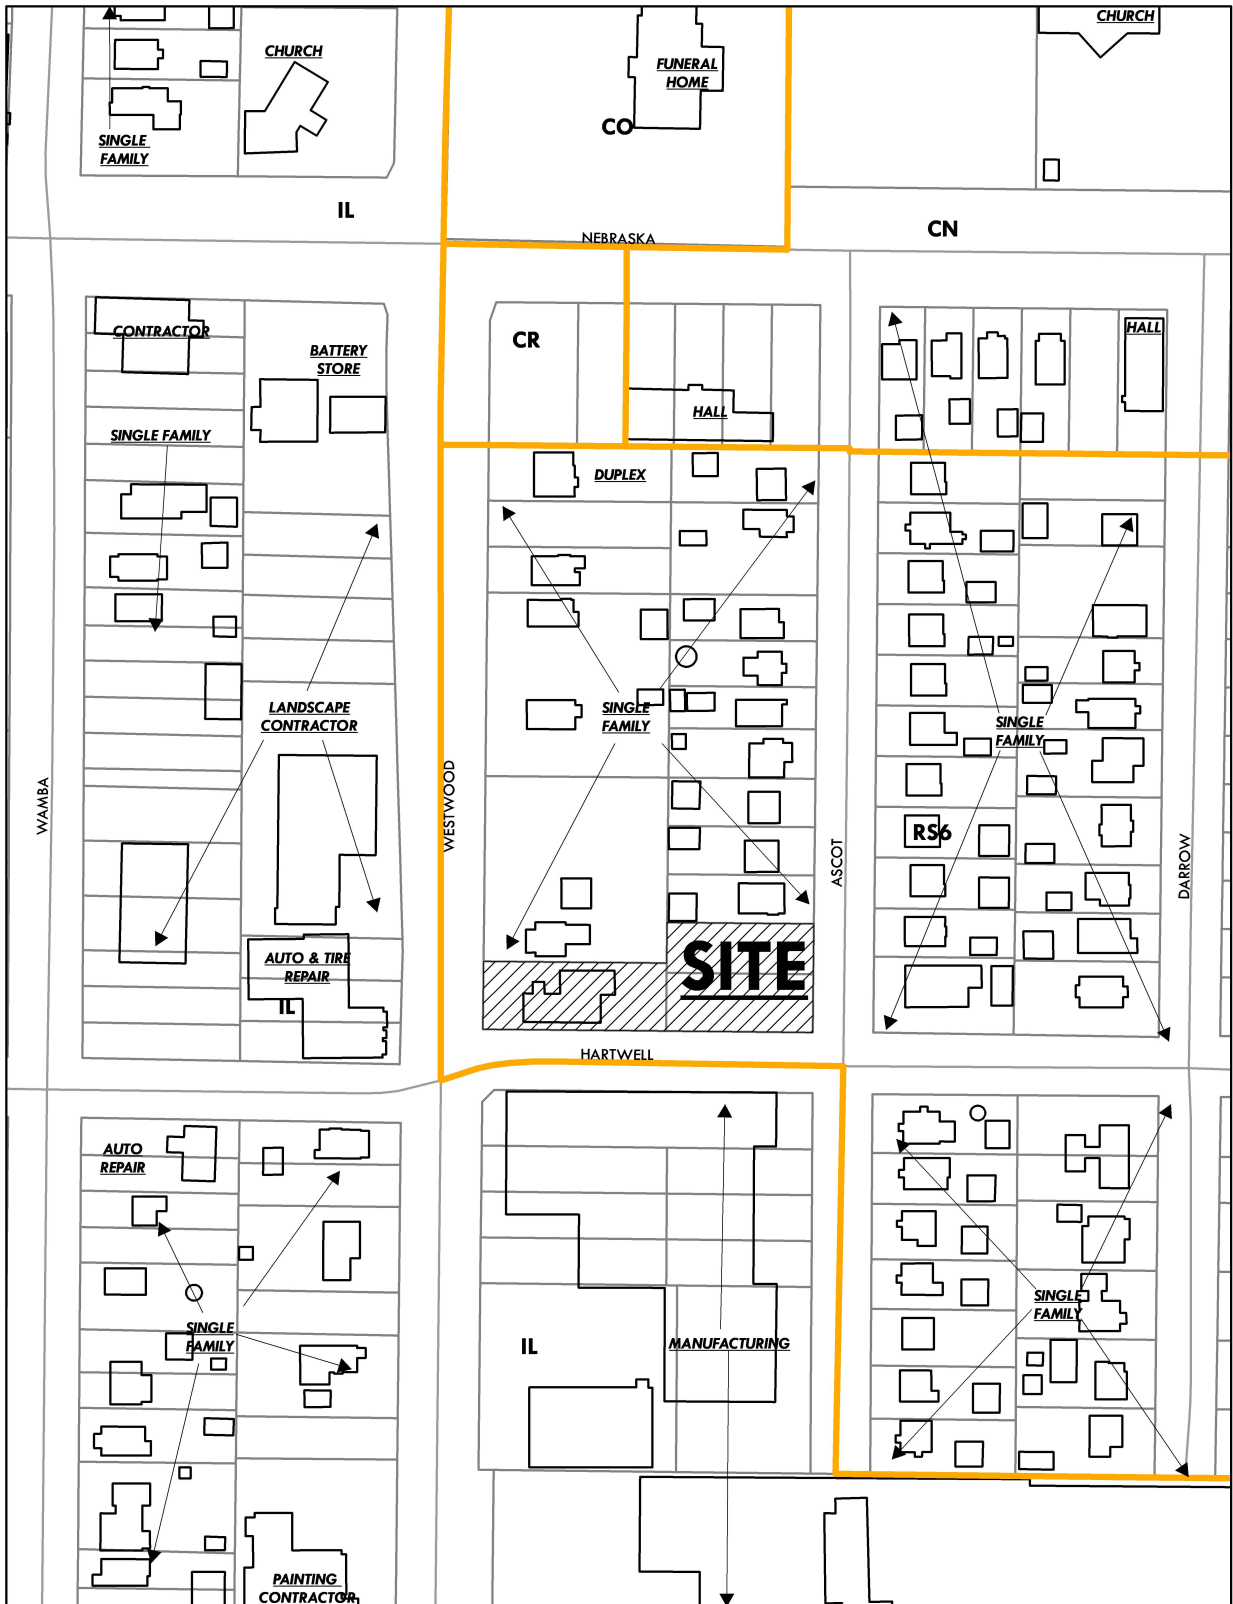 CHURCH
CHURCH
FUNERAL
HOME
CO
SINGLE
FAMILY
IL
CN
NEBRASKA
CONTRACTOR
HALL
CR
BATTERY
STORE
HALL
SINGLE FAMILY
DUPLEX
LANDSCAPE
CONTRACTOR
SINGLE
FAMILY
SINGLE
FAMILY
WAMBA
WESTWOOD
ASCOT
RS6
DARROW
AUTO & TIRE
REPAIR
SITE
IL
HARTWELL
AUTO
REPAIR
SINGLE
FAMILY
SINGLE
FAMILY
IL
MANUFACTURING
PAINTING
CONTRACTOR